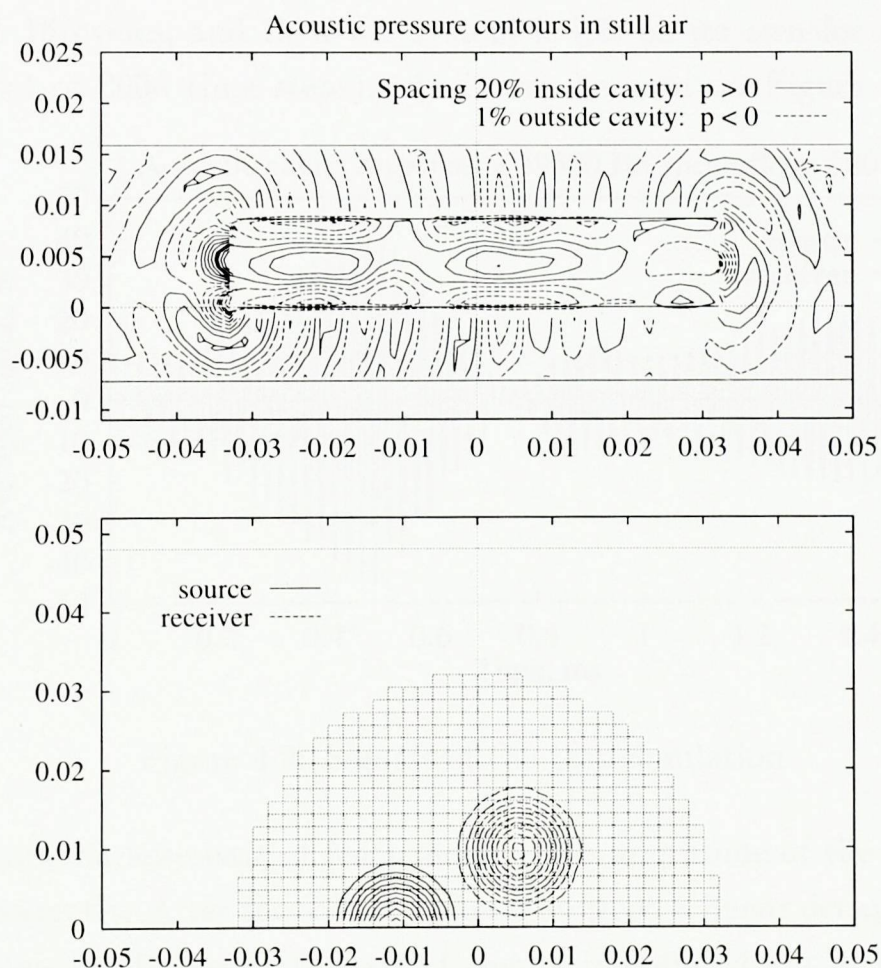 Acoustic pressure contours in still air
0.025
0.02
0.015
0.01
0.005
0
-0.005
-0.01
Spacing 20% inside cavity: p > 0
1% outside cavity: p < 0
-0.05 -0.04 -0.03 -0.02 -0.01 0 0.01 0.02 0.03 0.04 0.05
0.05
0.04
0.03
0.02
0.01
0
source
receiver
-0.05 -0.04 -0.03 -0.02 -0.01 0 0.01 0.02 0.03 0.04 0.05